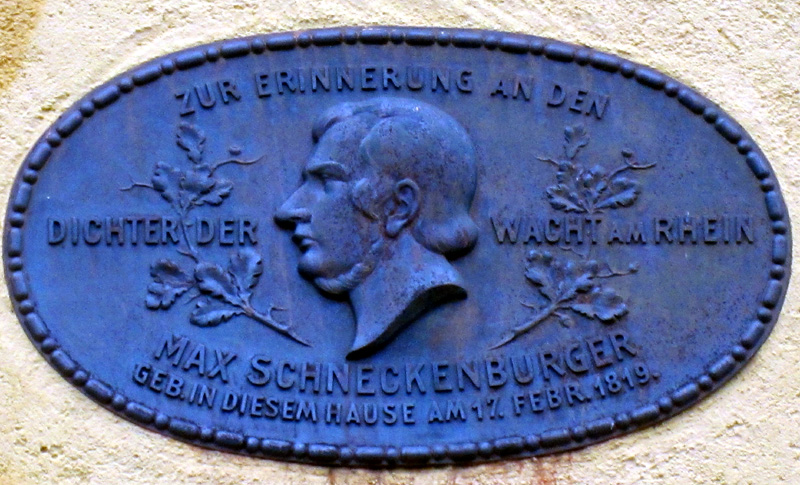 ZUR ERINNERUNG AN DEN
DICHTER DER WACHT AM RHEIN
MAX SCHNECKENBURGER
GEB. IN DIESEM HAUSE AM 17. FEBR. 1819.